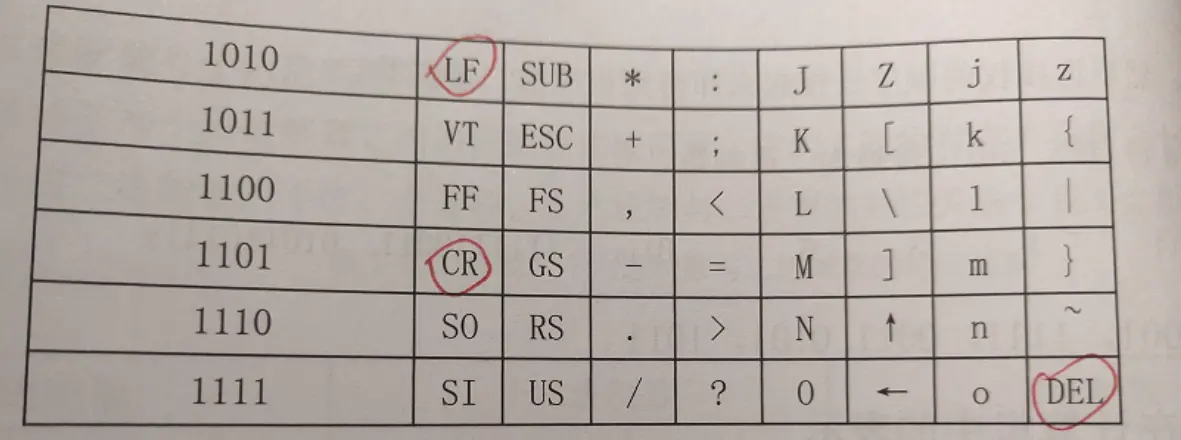 1010 LF SUB * : J Z j z
1011 VT ESC + ; K [ k {
1100 FF FS , < L \ l |
1101 CR GS - = M ] m }
1110 SO RS . > N ↑ n ~
1111 SI US / ? O ← o DEL